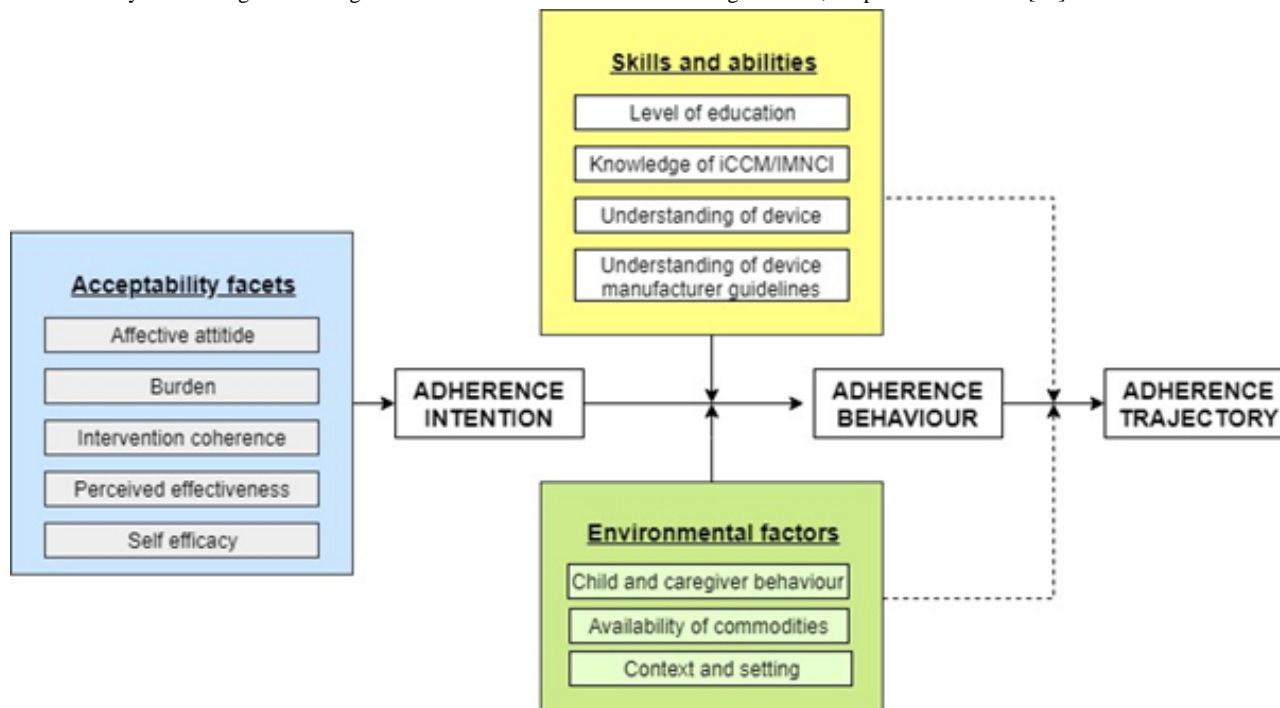 Skills and abilities
Level of education
Knowledge of iCCM/IMNCI
Understanding of device
Understanding of device
manufacturer guidelines
Acceptability facets
Affective attitide
Burden
Intervention coherence
Perceived effectiveness
Self efficacy
ADHERENCE
INTENTION
ADHERENCE
BEHAVIOUR
ADHERENCE
TRAJECTORY
Environmental factors
Child and caregiver behaviour
Availability of commodities
Context and setting